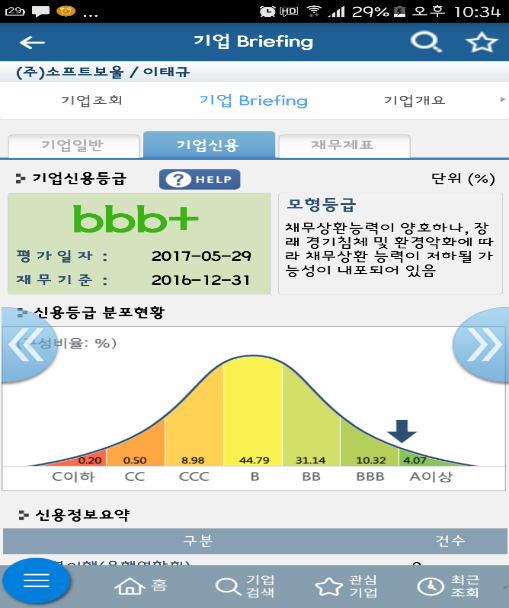 29 ... HD 29% 오후 10:34
기업 Briefing
(주)소프트보울 / 이태규
기업조회 기업 Briefing 기업개요
기업일반 기업신용 재무제표
기업신용등급 ? HELP 단위 (%)
bbb+
평가일자 : 2017-05-29
재무기준 : 2016-12-31
모형등급
채무상환능력이 양호하나, 장
래 경기침체 및 환경악화에 따
라 채무상환 능력이 저하될 가
능성이 내포되어 있음
신용등급 분포현황
성비율: %)
0.20 0.50 8.98 44.79 31.14 10.32 4.07
C이하 CC CCC B BB BBB A이상
신용정보요약
구분 건수
홈 기업검색 관심기업 최근조회